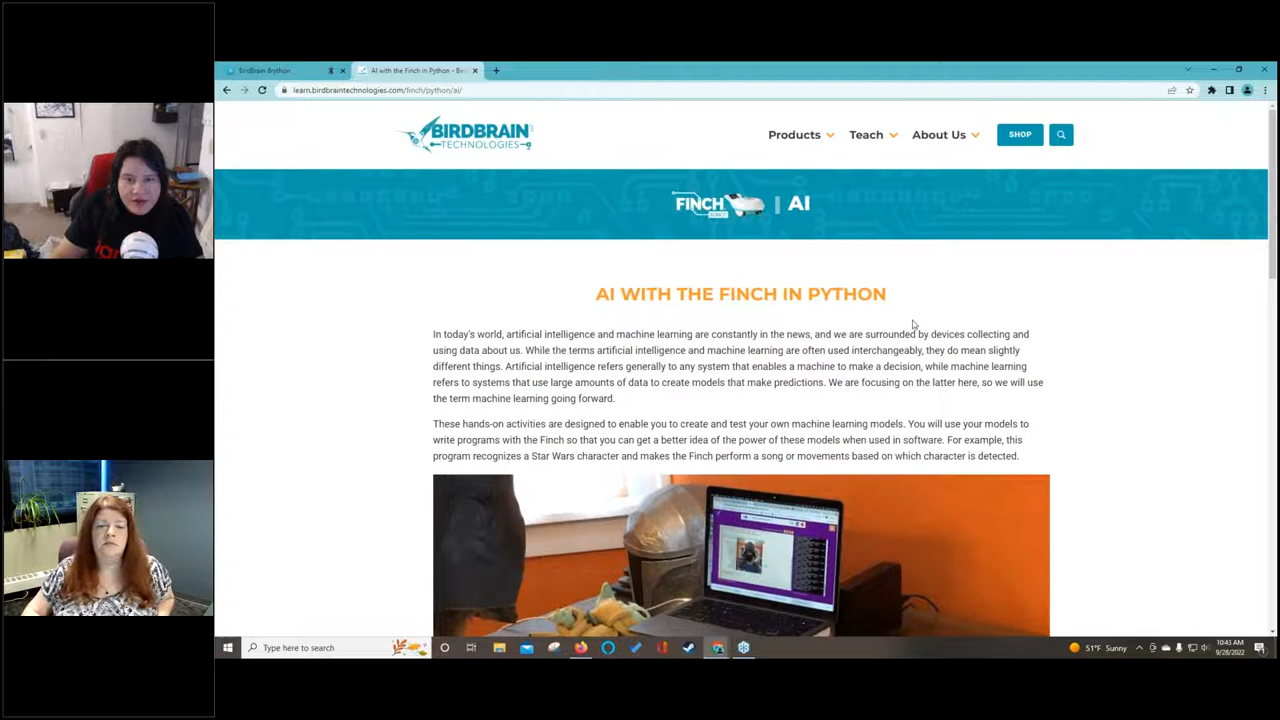 BirdBrain Brython
AI with the Finch in Python - Bir
learn.birdbraintechnologies.com/finch/python/ai/
BIRDBRAIN
TECHNOLOGIES
Products
Teach
About Us
SHOP
FINCH
ROBOT
AI
AI WITH THE FINCH IN PYTHON
In today's world, artificial intelligence and machine learning are constantly in the news, and we are surrounded by devices collecting and
using data about us. While the terms artificial intelligence and machine learning are often used interchangeably, they do mean slightly
different things. Artificial intelligence refers generally to any system that enables a machine to make a decision, while machine learning
refers to systems that use large amounts of data to create models that make predictions. We are focusing on the latter here, so we will use
the term machine learning going forward.
These hands-on activities are designed to enable you to create and test your own machine learning models. You will use your models to
write programs with the Finch so that you can get a better idea of the power of these models when used in software. For example, this
program recognizes a Star Wars character and makes the Finch perform a song or movements based on which character is detected.
Type here to search
51°F Sunny
10:43 AM
9/28/2022